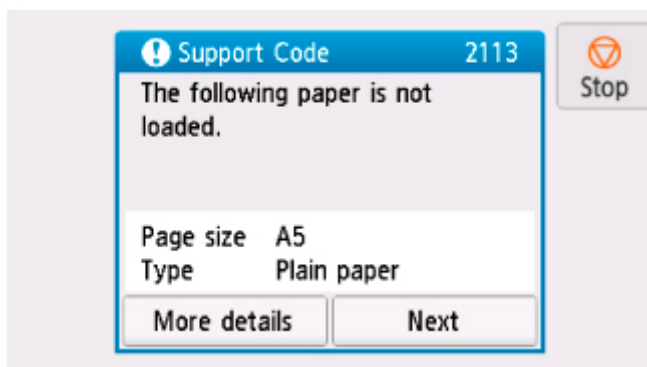 Support Code 2113
Stop
The following paper is not
loaded.
Page size A5
Type Plain paper
More details Next